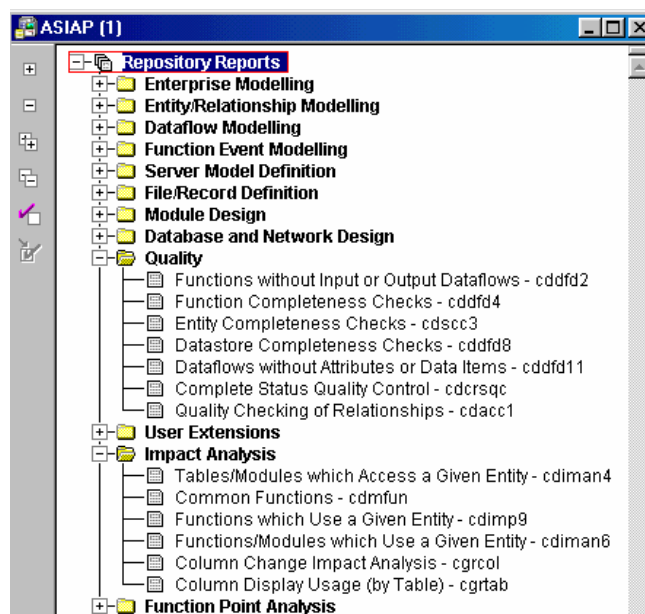 ASIAP (1)
Repository Reports
Enterprise Modelling
Entity/Relationship Modelling
Dataflow Modelling
Function Event Modelling
Server Model Definition
File/Record Definition
Module Design
Database and Network Design
Quality
Functions without Input or Output Dataflows - cddfd2
Function Completeness Checks - cddfd4
Entity Completeness Checks - cdscc3
Datastore Completeness Checks - cddfd8
Dataflows without Attributes or Data Items - cddfd11
Complete Status Quality Control - cdcrsqc
Quality Checking of Relationships - cdacc1
User Extensions
Impact Analysis
Tables/Modules which Access a Given Entity - cdiman4
Common Functions - cdmfun
Functions which Use a Given Entity - cdimp9
Functions/Modules which Use a Given Entity - cdiman6
Column Change Impact Analysis - cgrcol
Column Display Usage (by Table) - cgrtab
Function Point Analysis